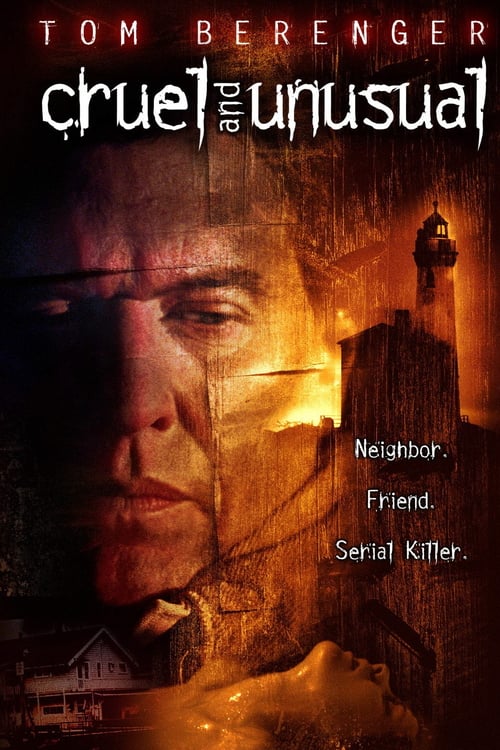 TOM BERENGER
cruel and unusual
Neighbor.
Friend.
Serial Killer.